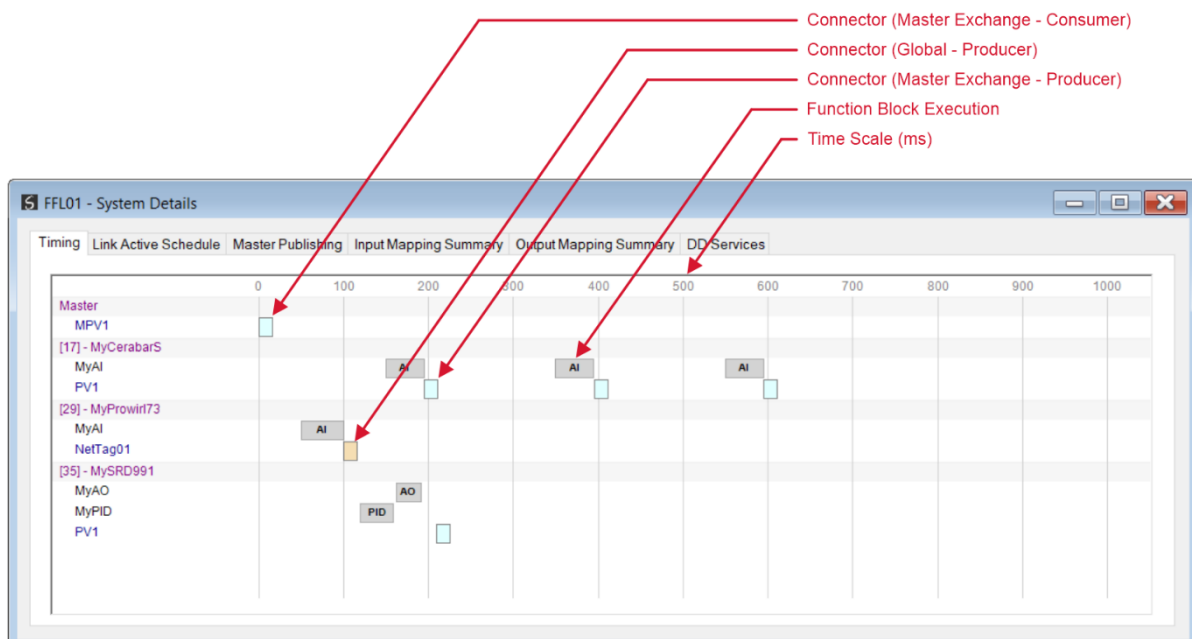 Connector (Master Exchange - Consumer)
Connector (Global - Producer)
Connector (Master Exchange - Producer)
Function Block Execution
Time Scale (ms)
S FFL01 - System Details
Timing Link Active Schedule Master Publishing Input Mapping Summary Output Mapping Summary DD Services
0 100 200 300 400 500 600 700 800 900 1000
Master
MPV1
[17] - MyCerabarS
MyAI AI AI AI
PV1
[29] - MyProwirl73
MyAI AI
NetTag01
[35] - MySRD991
MyAO AO
MyPID PID
PV1